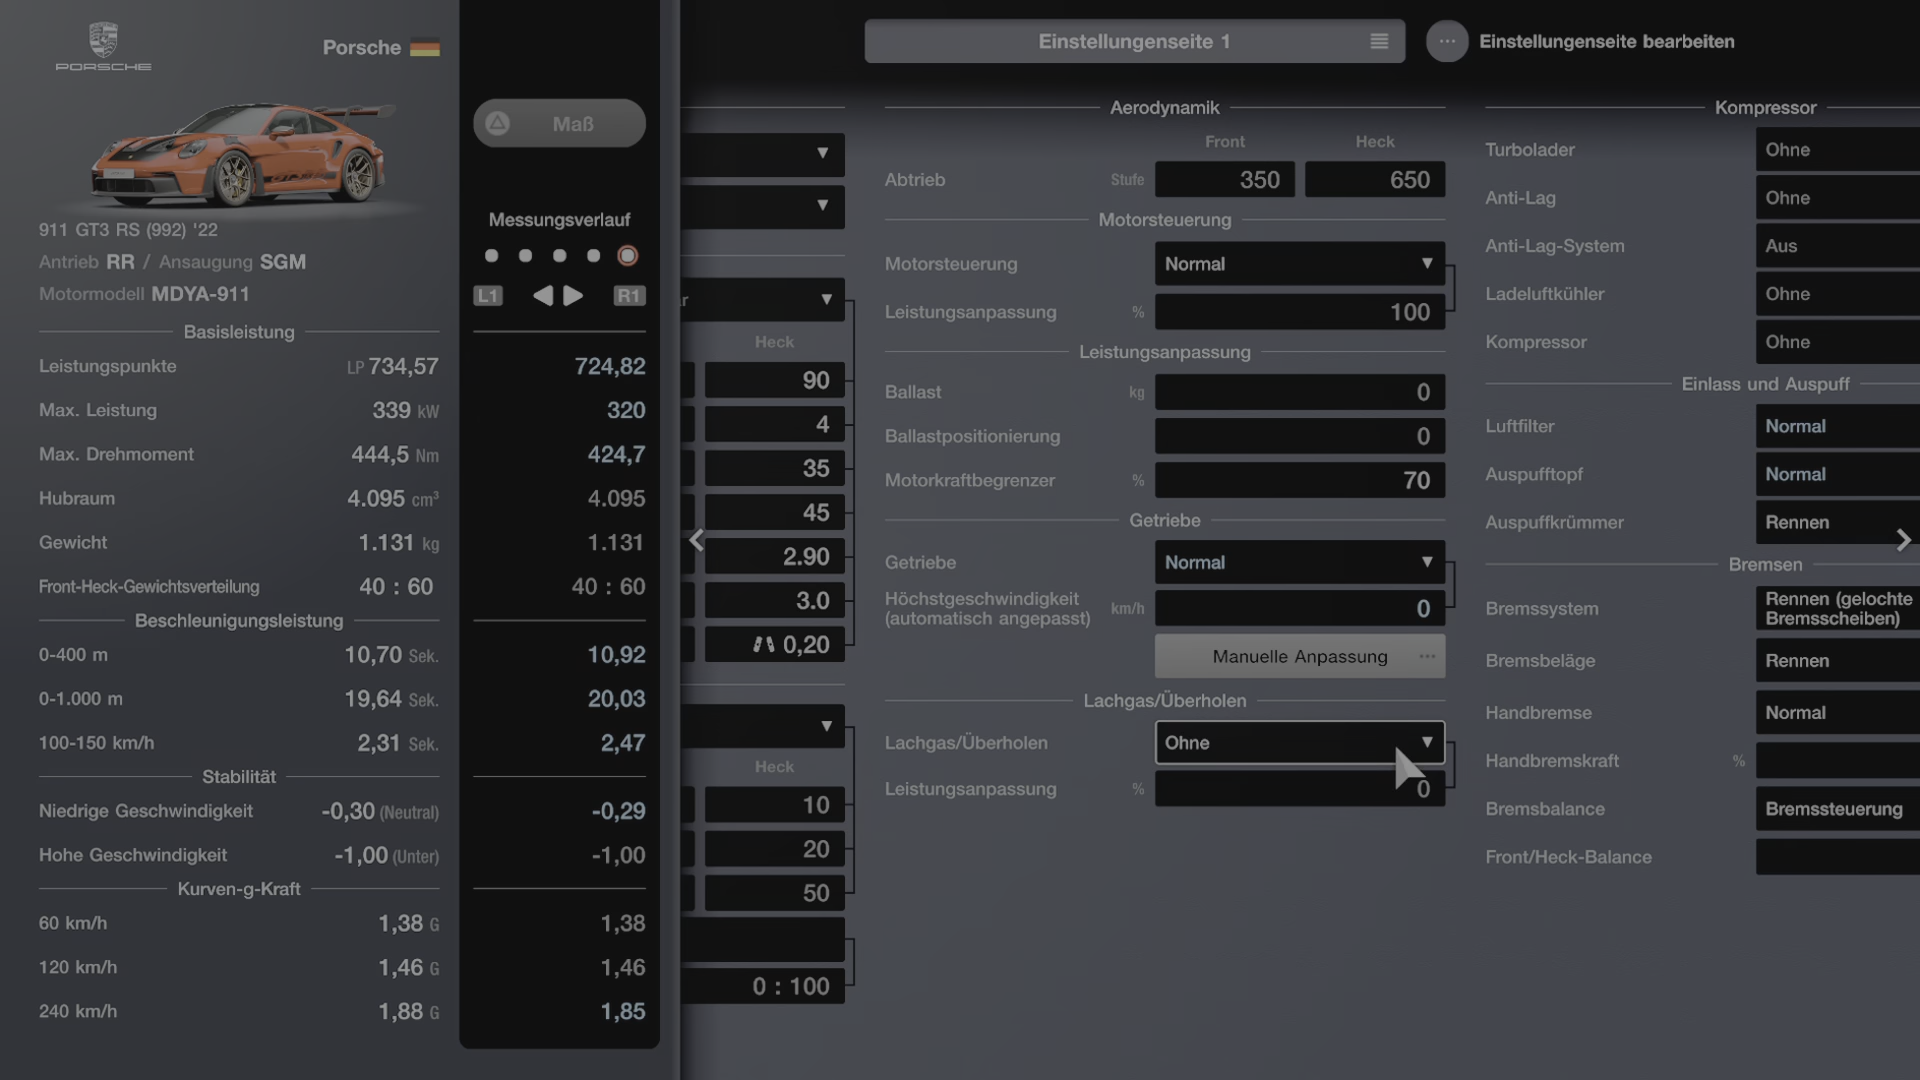 PORSCHE
Porsche
911 GT3 RS (992) '22
Antrieb RR / Ansaugung SGM
Motormodell MDYA-911
Basisleistung
Leistungspunkte LP 734,57
Max. Leistung 339 kW
Max. Drehmoment 444,5 Nm
Hubraum 4.095 cm³
Gewicht 1.131 kg
Front-Heck-Gewichtsverteilung 40 : 60
Beschleunigungsleistung
0-400 m 10,70 Sek.
0-1.000 m 19,64 Sek.
100-150 km/h 2,31 Sek.
Stabilität
Niedrige Geschwindigkeit -0,30 (Neutral)
Hohe Geschwindigkeit -1,00 (Unter)
Kurven-g-Kraft
60 km/h 1,38 G
120 km/h 1,46 G
240 km/h 1,88 G
Maß
Messungsverlauf
L1 R1
724,82
320
424,7
4.095
1.131
40 : 60
10,92
20,03
2,47
-0,29
-1,00
1,38
1,46
1,85
Heck
90
4
35
45
2.90
3.0
0,20
Heck
10
20
50
0 : 100
Einstellungenseite 1
Einstellungenseite bearbeiten
Aerodynamik
Front Heck
Abtrieb Stufe 350 650
Motorsteuerung
Motorsteuerung Normal
Leistungsanpassung % 100
Leistungsanpassung
Ballast kg 0
Ballastpositionierung 0
Motorkraftbegrenzer % 70
Getriebe
Getriebe Normal
Höchstgeschwindigkeit
(automatisch angepasst) km/h 0
Manuelle Anpassung
Lachgas/Überholen
Lachgas/Überholen Ohne
Leistungsanpassung % 0
Kompressor
Turbolader Ohne
Anti-Lag Ohne
Anti-Lag-System Aus
Ladeluftkühler Ohne
Kompressor Ohne
Einlass und Auspuff
Luftfilter Normal
Auspufftopf Normal
Auspuffkrümmer Rennen
Bremsen
Bremssystem Rennen (gelochte
Bremsscheiben)
Bremsbeläge Rennen
Handbremse Normal
Handbremskraft %
Bremsbalance Bremssteuerung
Front/Heck-Balance